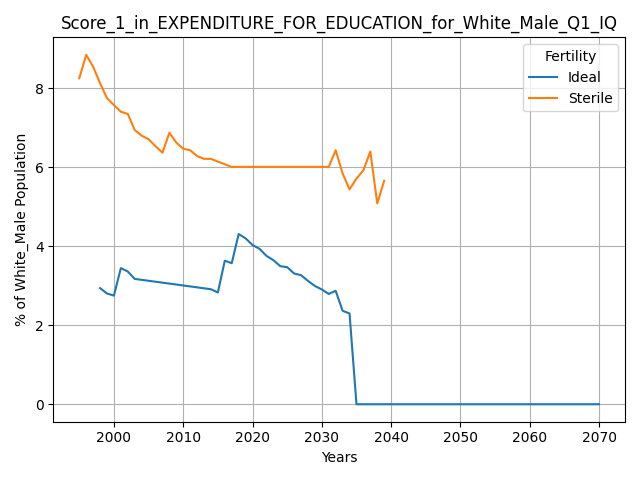 Score_1_in_EXPENDITURE_FOR_EDUCATION_for_White_Male_Q1_IQ
Fertility
Ideal
Sterile
% of White_Male Population
8
6
4
2
0
2000 2010 2020 2030 2040 2050 2060 2070
Years